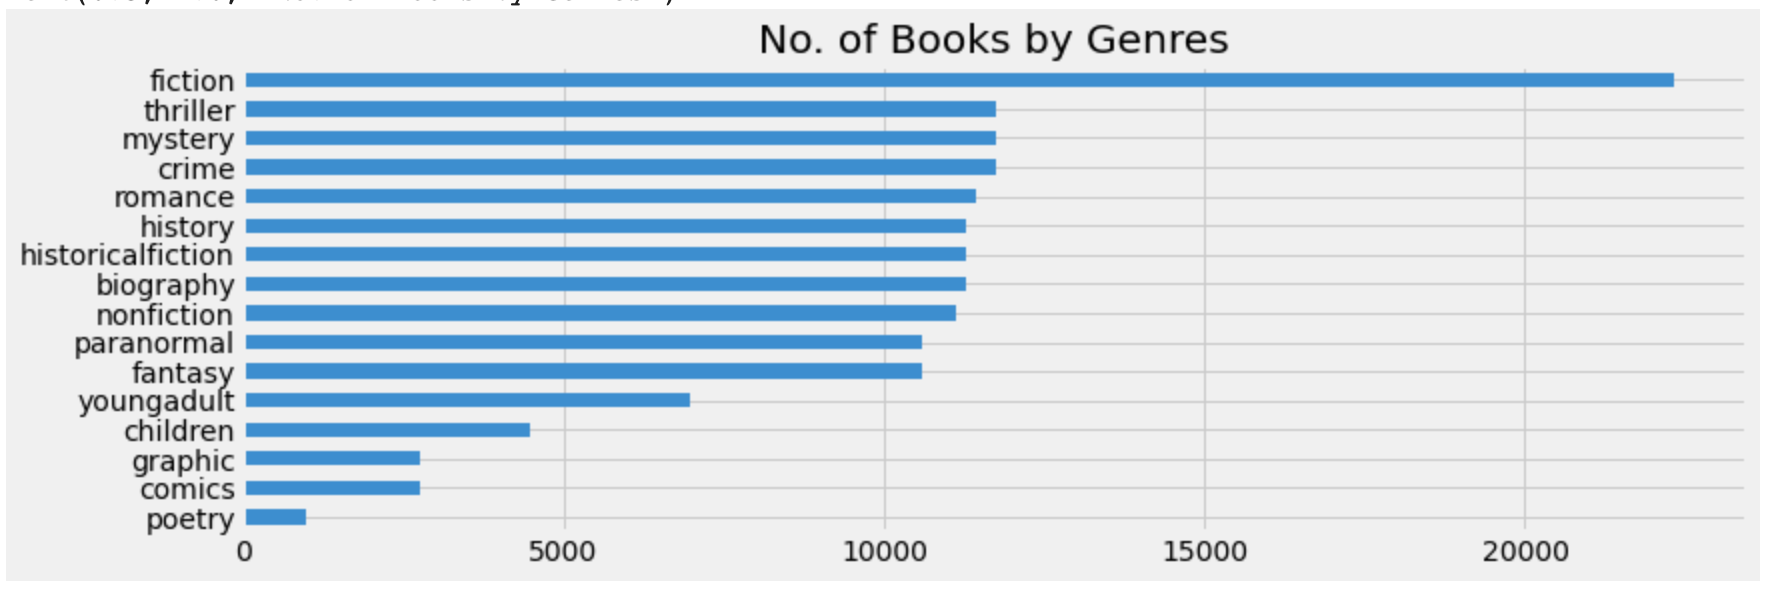 No. of Books by Genres
fiction
thriller
mystery
crime
romance
history
historicalfiction
biography
nonfiction
paranormal
fantasy
youngadult
children
graphic
comics
poetry
0 5000 10000 15000 20000